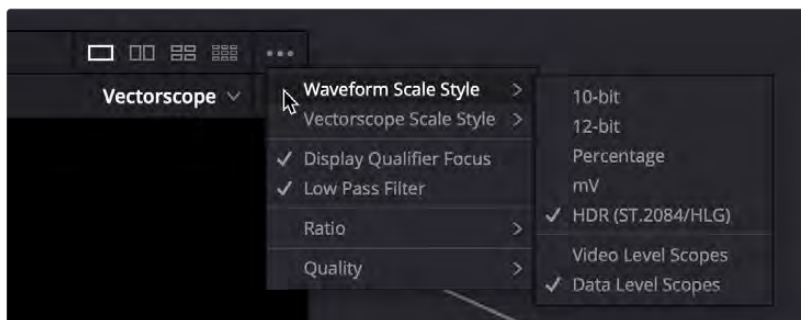 Vectorscope
Waveform Scale Style
Vectorscope Scale Style
Display Qualifier Focus
Low Pass Filter
Ratio
Quality
10-bit
12-bit
Percentage
mV
HDR (ST.2084/HLG)
Video Level Scopes
Data Level Scopes